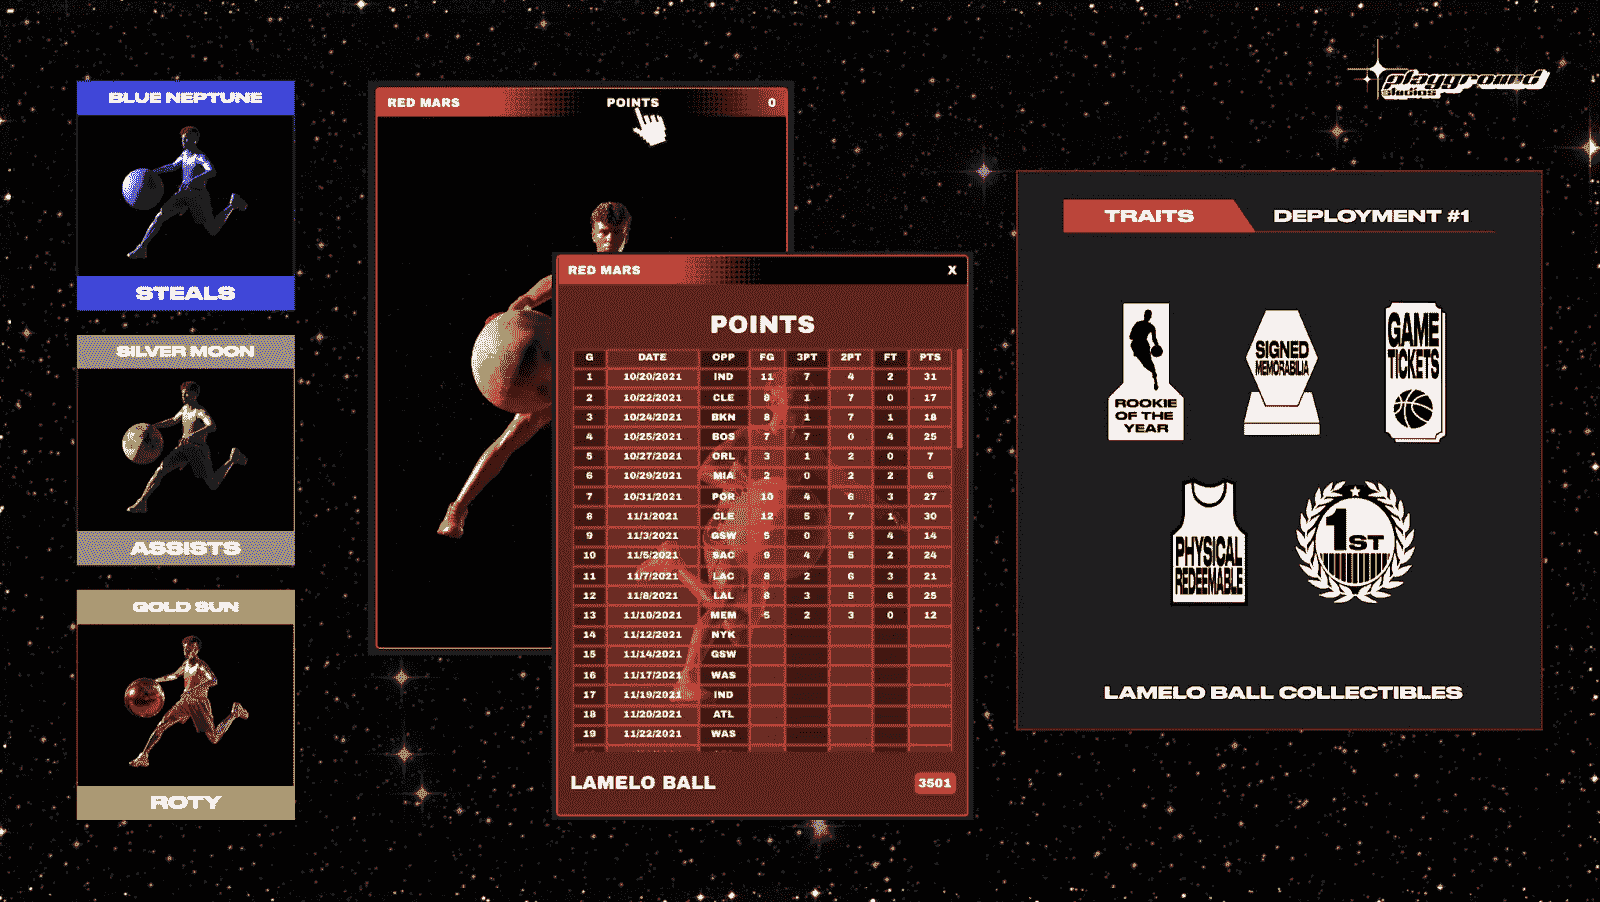 BLUE NEPTUNE
STEALS
SILVER MOON
ASSISTS
GOLD SUN
ROTY
RED MARS POINTS 0
RED MARS X
POINTS
G DATE OPP FG 3PT 2PT FT PTS
1 10/20/2021 IND 11 7 4 2 31
2 10/22/2021 CLE 8 1 7 0 17
3 10/24/2021 BKN 8 1 7 1 18
4 10/25/2021 BOS 7 7 0 4 25
5 10/27/2021 ORL 3 1 2 0 7
6 10/29/2021 MIA 2 0 2 2 6
7 10/31/2021 POR 10 4 6 3 27
8 11/1/2021 CLE 12 5 7 1 30
9 11/3/2021 GSW 5 0 5 4 14
10 11/5/2021 SAC 9 4 5 2 24
11 11/7/2021 LAC 8 2 6 3 21
12 11/8/2021 LAL 8 3 5 6 25
13 11/10/2021 MEM 5 2 3 0 12
14 11/12/2021 NYK
15 11/14/2021 GSW
16 11/17/2021 WAS
17 11/19/2021 IND
18 11/20/2021 ATL
19 11/22/2021 WAS
LAMELO BALL 3501
playground
studios
TRAITS DEPLOYMENT #1
ROOKIE
OF THE
YEAR
SIGNED
MEMORABILIA
GAME
TICKETS
PHYSICAL
REDEEMABLE
1ST
LAMELO BALL COLLECTIBLES